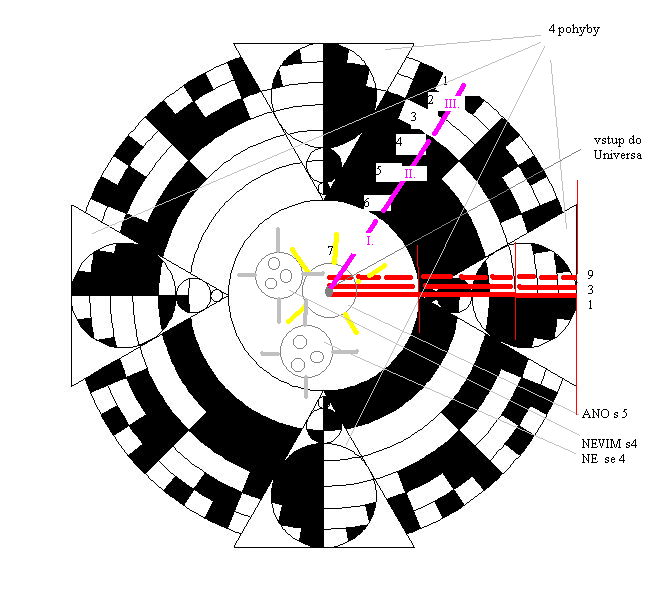 4 pohyby
1
2
III.
3
4
vstup do
Universa
5
II.
6
I.
7
9
3
1
ANO s 5
NEVIM s4
NE se 4